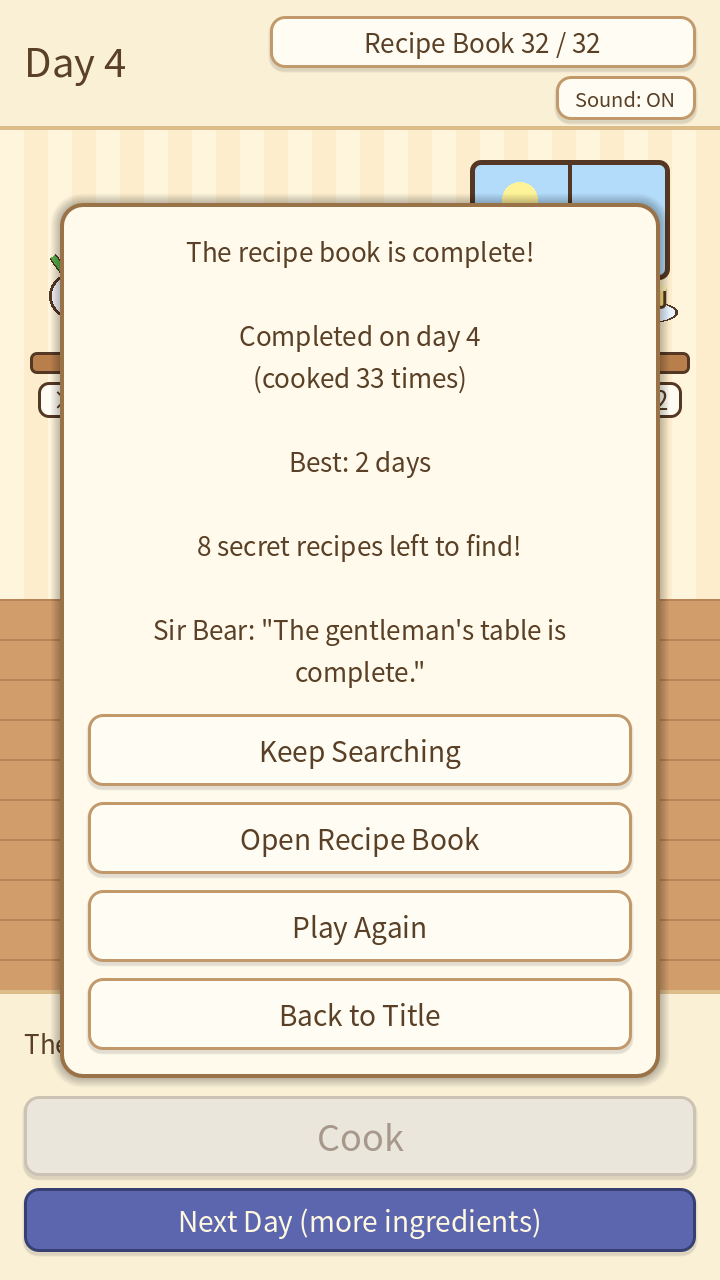 Day 4
Recipe Book 32 / 32
Sound: ON
The recipe book is complete!
Completed on day 4
(cooked 33 times)
Best: 2 days
8 secret recipes left to find!
Sir Bear: "The gentleman's table is
complete."
Keep Searching
Open Recipe Book
Play Again
Back to Title
Cook
Next Day (more ingredients)